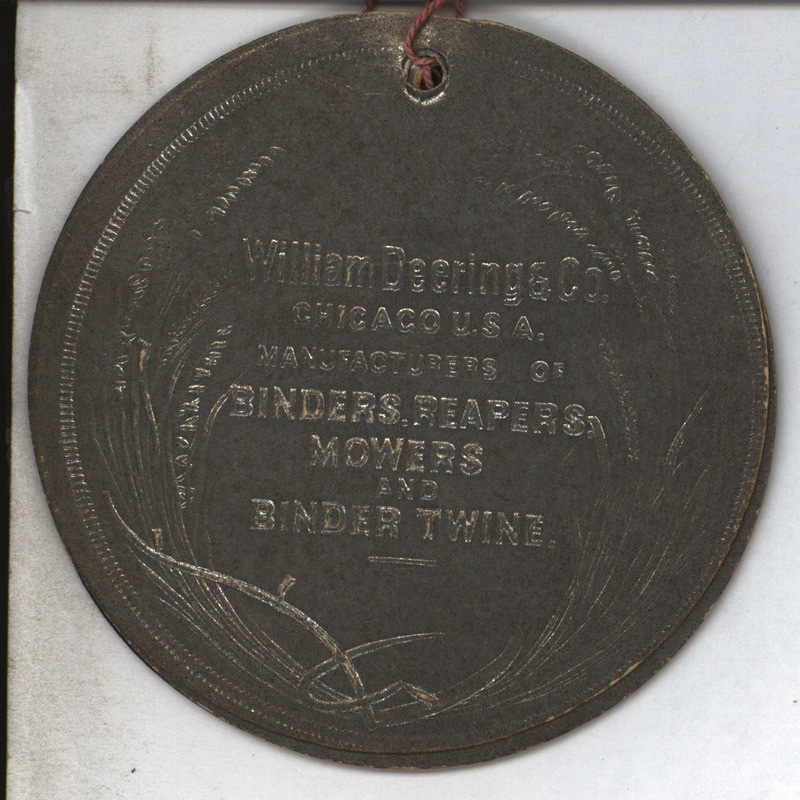 William Deering & Co.
CHICAGO U.S A.
MANUFACTURERS OF
BINDERS, REAPERS,
MOWERS
AND
BINDER TWINE.